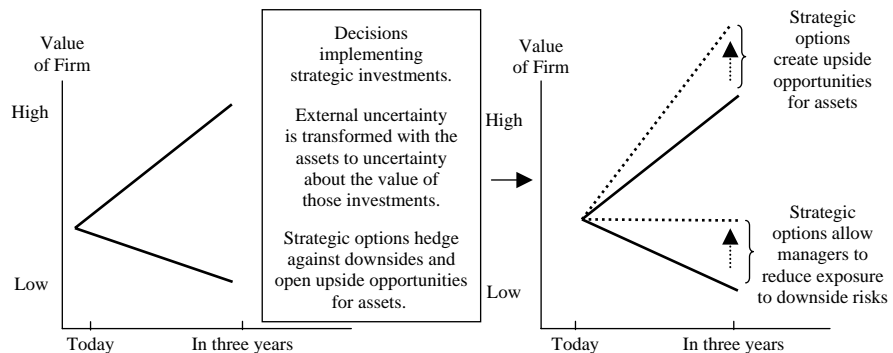 Value
of Firm
High
Low
Today
In three years
Decisions
implementing
strategic investments.
External uncertainty
is transformed with the
assets to uncertainty
about the value of
those investments.
Strategic options hedge
against downsides and
open upside opportunities
for assets.
Value
of Firm
High
Low
Today
In three years
Strategic
options
create upside
opportunities
for assets
Strategic
options allow
managers to
reduce exposure
to downside risks